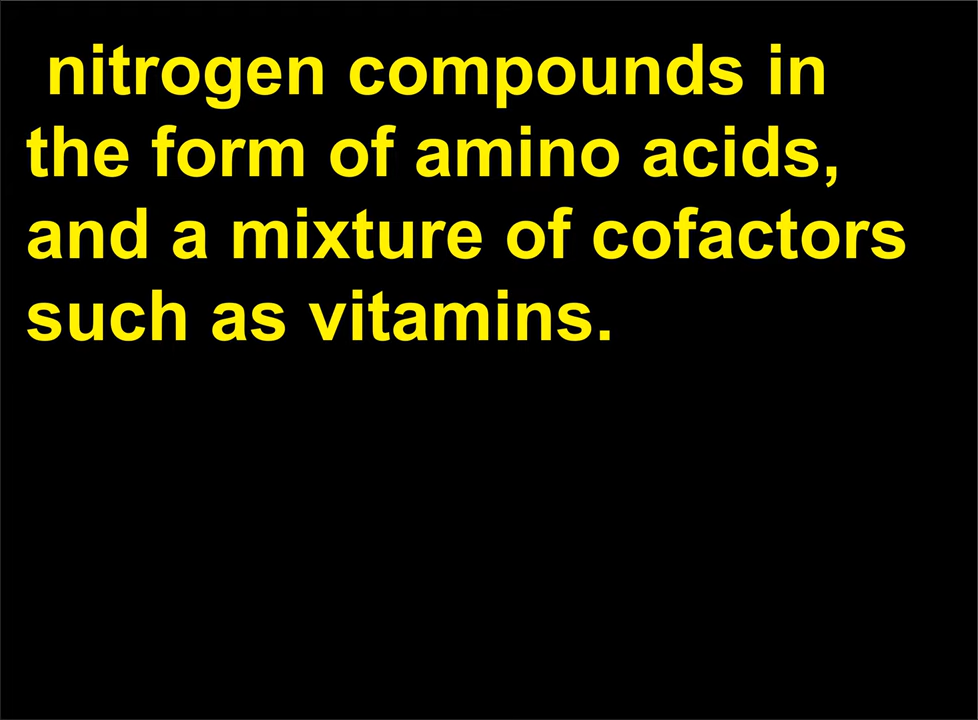 nitrogen compounds in
the form of amino acids,
and a mixture of cofactors
such as vitamins.